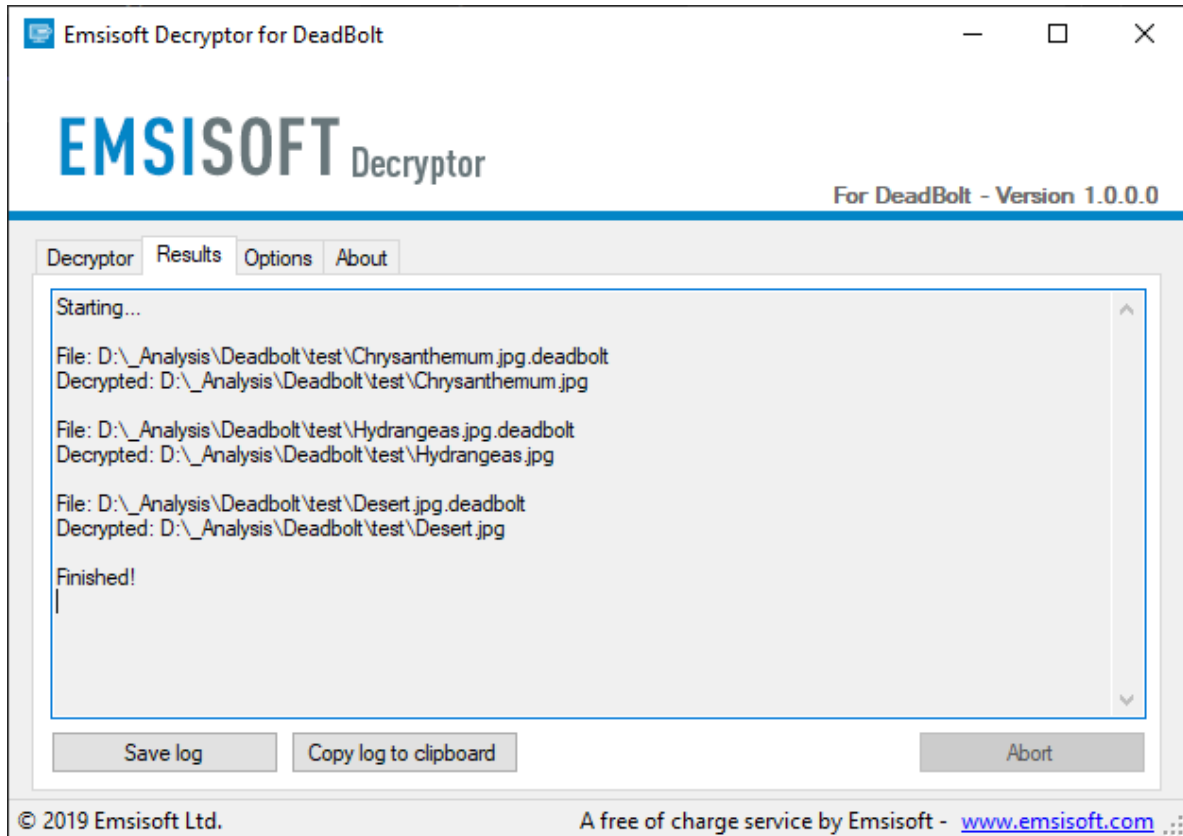 Emsisoft Decryptor for DeadBolt
EMSISOFT Decryptor
For DeadBolt - Version 1.0.0.0
Decryptor Results Options About
Starting...
File: D:\_Analysis\Deadbolt\test\Chrysanthemum.jpg.deadbolt
Decrypted: D:\_Analysis\Deadbolt\test\Chrysanthemum.jpg
File: D:\_Analysis\Deadbolt\test\Hydrangeas.jpg.deadbolt
Decrypted: D:\_Analysis\Deadbolt\test\Hydrangeas.jpg
File: D:\_Analysis\Deadbolt\test\Desert.jpg.deadbolt
Decrypted: D:\_Analysis\Deadbolt\test\Desert.jpg
Finished!
Save log Copy log to clipboard Abort
© 2019 Emsisoft Ltd. A free of charge service by Emsisoft - www.emsisoft.com